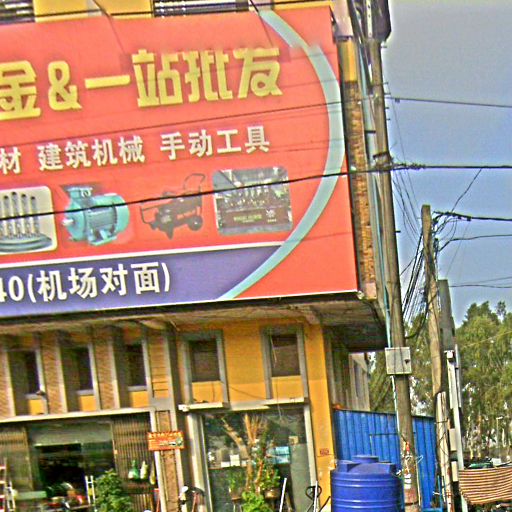 金&一站批发
材 建筑机械 手动工具
40(机场对面)